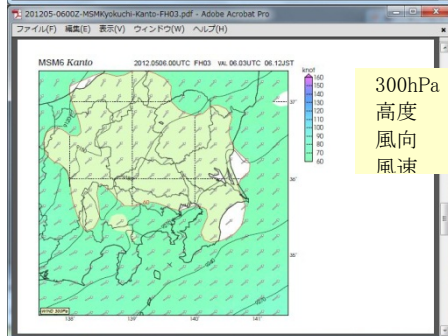 201205-0600Z-MSMKyokuchi-Kanto-FH03.pdf - Adobe Acrobat Pro
ファイル(F) 編集(E) 表示(V) ウィンドウ(W) ヘルプ(H)
MSM6 Kanto 2012.0506.00UTC FH03 VAL 06.03UTC 06.12JST
knot
160
150
140
130
120
110
100
90
80
70
60
37°
36°
35°
138°
139°
140°
141°
300hPa
高度
風向
風速